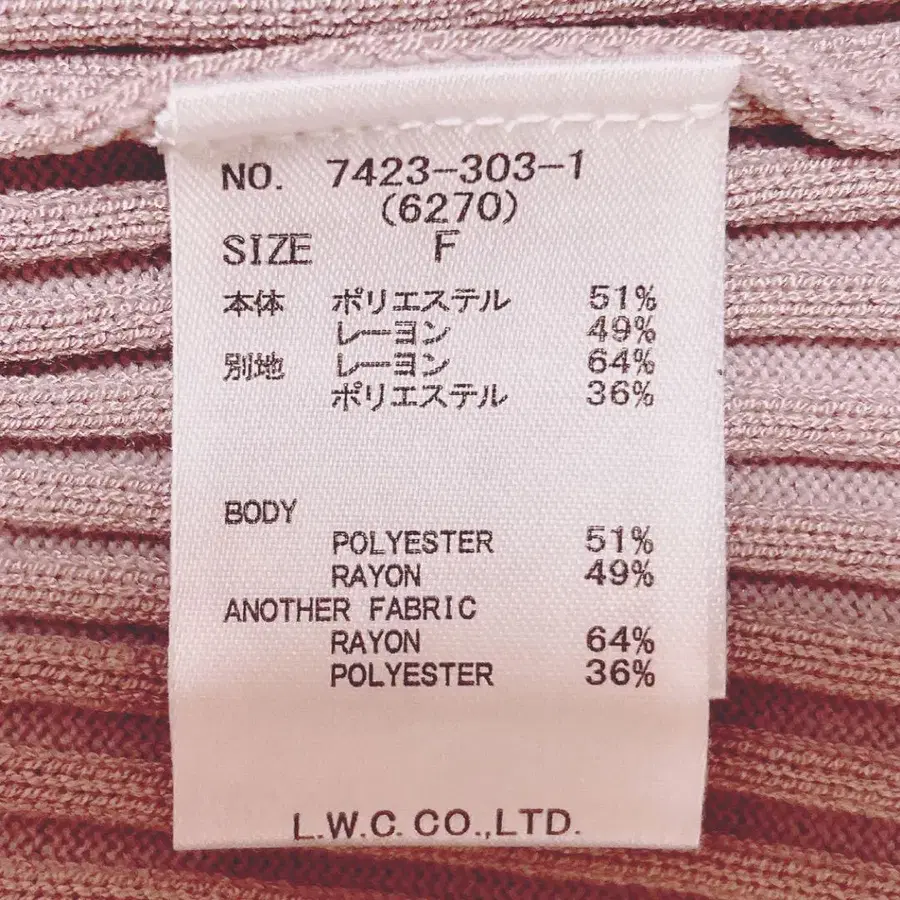 NO. 7423-303-1
(6270)
SIZE F
本体 ポリエステル 51%
レーヨン 49%
別地 レーヨン 64%
ポリエステル 36%
BODY
POLYESTER 51%
RAYON 49%
ANOTHER FABRIC
RAYON 64%
POLYESTER 36%
L.W.C. CO.,LTD.